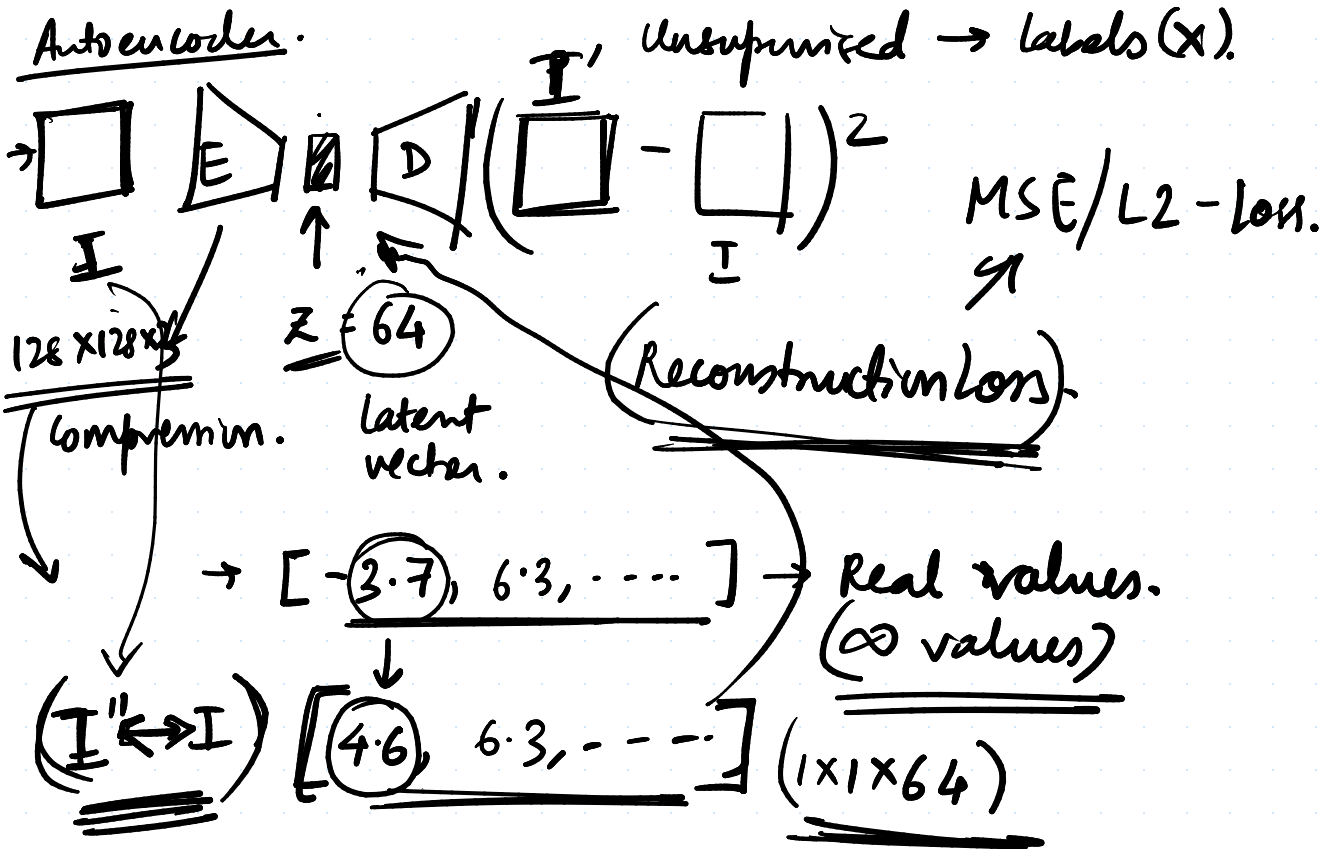 Autoencoder.
Unsupervised → labels(x).
I'
E
D
( - )2
I
I
MSE/L2-Loss.
128×128×3
z = 64
(Reconstruction Loss).
compression.
latent
vector.
→ [-3.7, 6.3, ....] → Real values.
(∞ values)
(I" ↔ I)
[4.6, 6.3, - - - -]
(1×1×64)